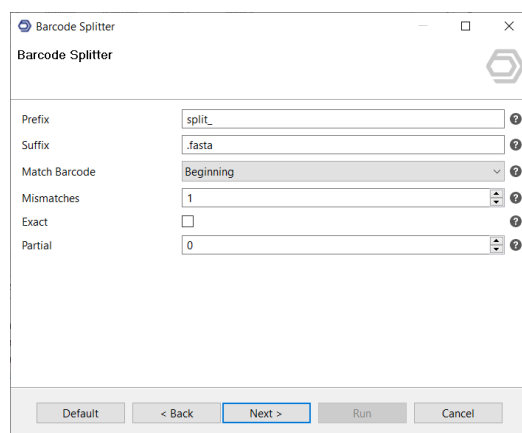 Barcode Splitter
Barcode Splitter
Prefix split_ ?
Suffix .fasta ?
Match Barcode Beginning ?
Mismatches 1 ?
Exact ?
Partial 0 ?
Default < Back Next > Run Cancel